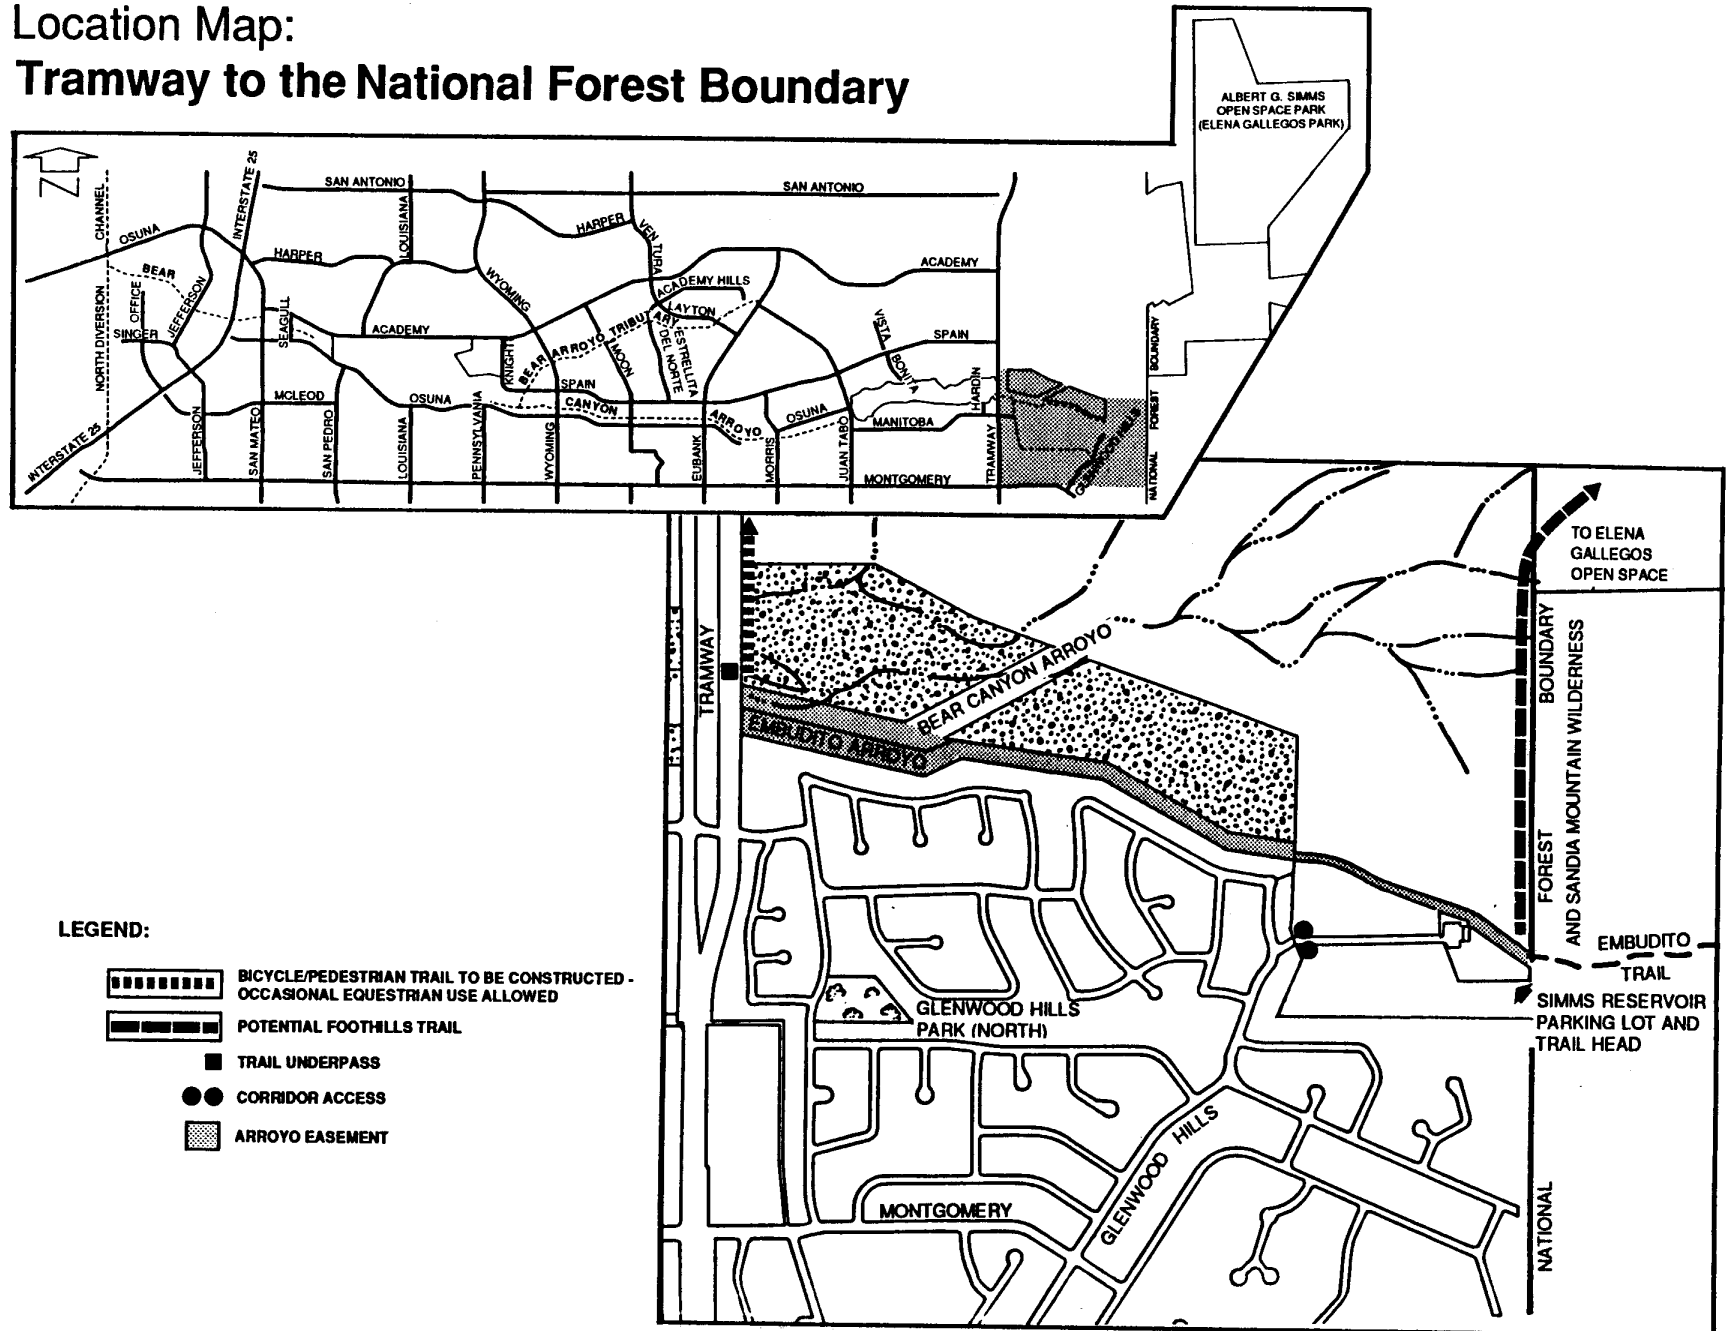 Location Map:
Tramway to the National Forest Boundary
ALBERT G. SIMMS
OPEN SPACE PARK
(ELENA GALLEGOS PARK)
Z
NORTH DIVERSION CHANNEL
OSUNA
INTERSTATE 25
SAN ANTONIO
SAN ANTONIO
LOUISIANA
HARPER
HARPER
VENTURA
BEAR
OFFICE
JEFFERSON
SINGER
SEAGULL
ACADEMY
WYOMING
ACADEMY HILLS
LAYTON
ACADEMY
BEAR ARROYO TRIBUTARY
KNIGHT
MOON
ESTRELLITA
DEL NORTE
VISTA BONITA
SPAIN
SPAIN
HARDIN
MCLEOD
OSUNA
CANYON
ARROYO
OSUNA
MANITOBA
INTERSTATE 25
JEFFERSON
SAN MATEO
SAN PEDRO
LOUISIANA
PENNSYLVANIA
WYOMING
EUBANK
MORRIS
JUAN TABO
MONTGOMERY
TRAMWAY
GLENWOOD HILLS
NATIONAL FOREST BOUNDARY
TO ELENA
GALLEGOS
OPEN SPACE
TRAMWAY
BEAR CANYON ARROYO
EMBUDITO ARROYO
NATIONAL FOREST BOUNDARY
AND SANDIA MOUNTAIN WILDERNESS
EMBUDITO
TRAIL
SIMMS RESERVOIR
PARKING LOT AND
TRAIL HEAD
GLENWOOD HILLS
PARK (NORTH)
GLENWOOD HILLS
MONTGOMERY
LEGEND:
BICYCLE/PEDESTRIAN TRAIL TO BE CONSTRUCTED -
OCCASIONAL EQUESTRIAN USE ALLOWED
POTENTIAL FOOTHILLS TRAIL
TRAIL UNDERPASS
CORRIDOR ACCESS
ARROYO EASEMENT